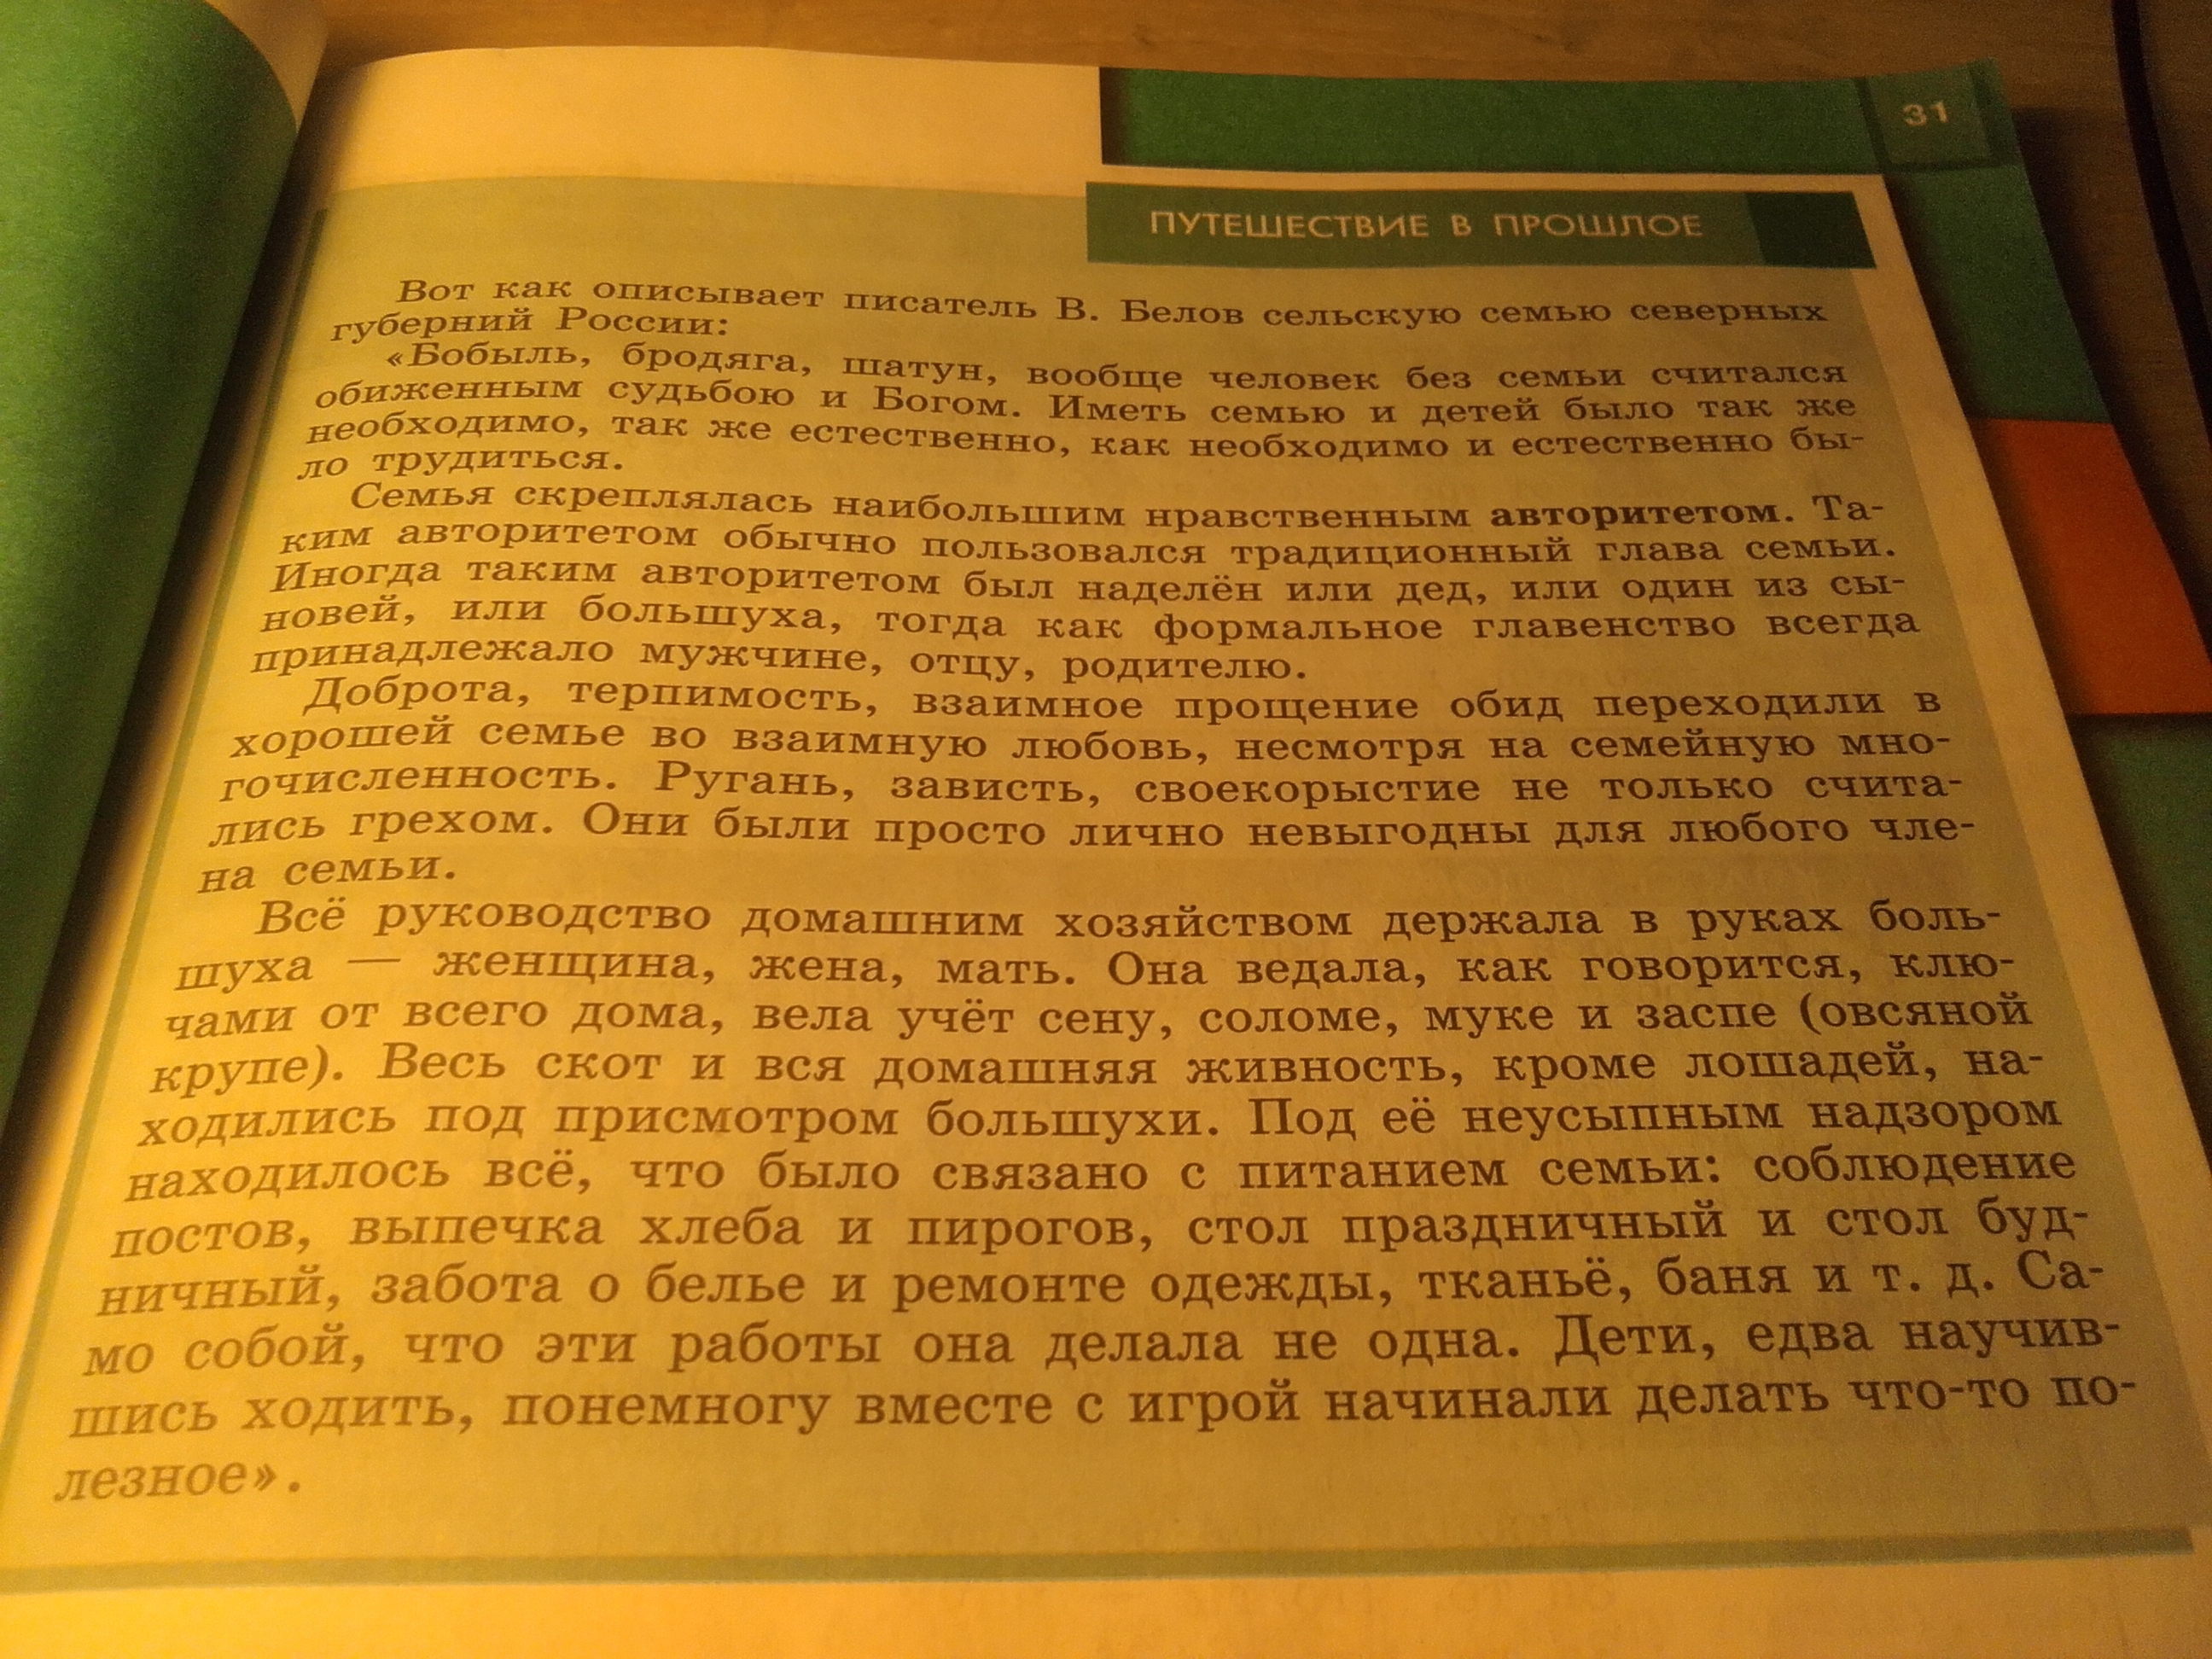 31
ПУТЕШЕСТВИЕ В ПРОШЛОЕ
Вот как описывает писатель В. Белов сельскую семью северных
губерний России:
«Бобыль, бродяга, шатун, вообще человек без семьи считался
обиженным судьбою и Богом. Иметь семью и детей было так же
необходимо, так же естественно, как необходимо и естественно бы-
ло трудиться.
Семья скреплялась наибольшим нравственным авторитетом. Та-
ким авторитетом обычно пользовался традиционный глава семьи.
Иногда таким авторитетом был наделён или дед, или один из сы-
новей, или большуха, тогда как формальное главенство всегда
принадлежало мужчине, отцу, родителю.
Доброта, терпимость, взаимное прощение обид переходили в
хорошей семье во взаимную любовь, несмотря на семейную мно-
гочисленность. Ругань, зависть, своекорыстие не только счита-
лись грехом. Они были просто лично невыгодны для любого чле-
на семьи.
Всё руководство домашним хозяйством держала в руках боль-
шуха — женщина, жена, мать. Она ведала, как говорится, клю-
чами от всего дома, вела учёт сену, соломе, муке и заспе (овсяной
крупе). Весь скот и вся домашняя живность, кроме лошадей, на-
ходились под присмотром большухи. Под её неусыпным надзором
находилось всё, что было связано с питанием семьи: соблюдение
постов, выпечка хлеба и пирогов, стол праздничный и стол буд-
ничный, забота о белье и ремонте одежды, тканьё, баня и т. д. Са-
мо собой, что эти работы она делала не одна. Дети, едва научив-
шись ходить, понемногу вместе с игрой начинали делать что-то по-
лезное».